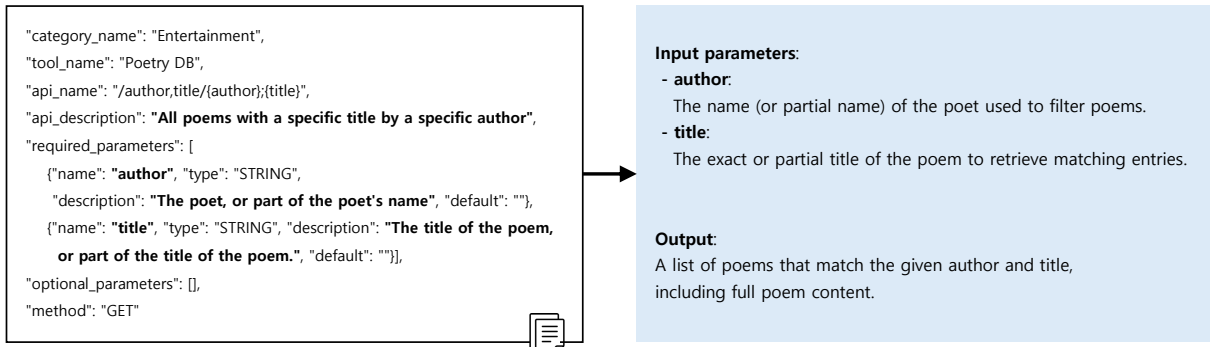 "category_name": "Entertainment",
"tool_name": "Poetry DB",
"api_name": "/author,title/{author};{title}",
"api_description": "All poems with a specific title by a specific author",
"required_parameters": [
{"name": "author", "type": "STRING",
"description": "The poet, or part of the poet's name", "default": ""},
{"name": "title", "type": "STRING", "description": "The title of the poem,
or part of the title of the poem.", "default": ""}],
"optional_parameters": [],
"method": "GET"
Input parameters:
- author:
The name (or partial name) of the poet used to filter poems.
- title:
The exact or partial title of the poem to retrieve matching entries.
Output:
A list of poems that match the given author and title,
including full poem content.